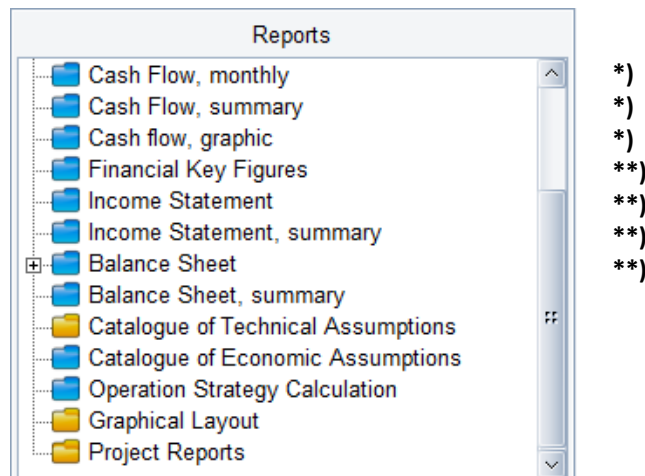 Reports
Cash Flow, monthly *)
Cash Flow, summary *)
Cash flow, graphic *)
Financial Key Figures **)
Income Statement **)
Income Statement, summary **)
Balance Sheet **)
Balance Sheet, summary
Catalogue of Technical Assumptions
Catalogue of Economic Assumptions
Operation Strategy Calculation
Graphical Layout
Project Reports